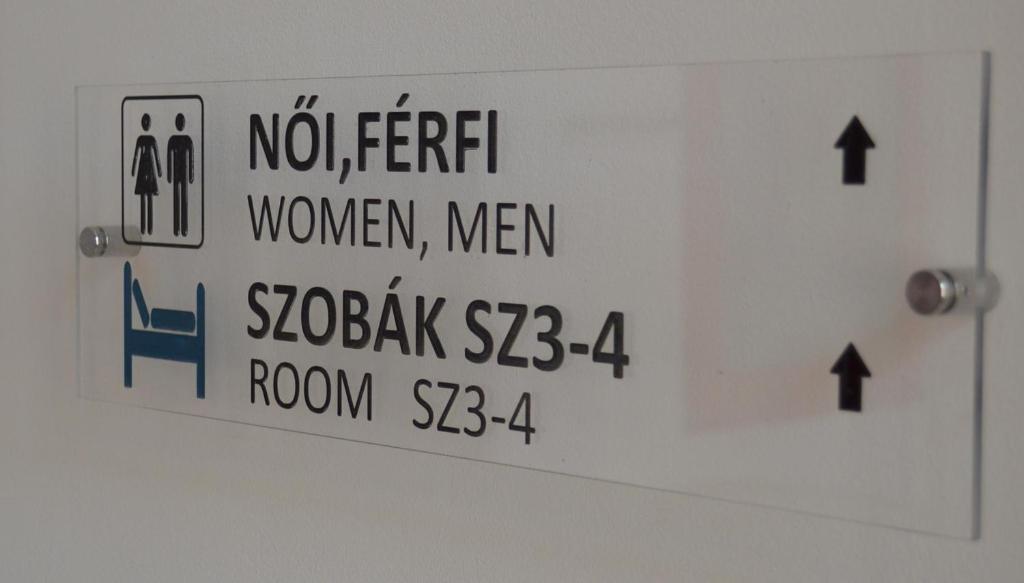 NŐI,FÉRFI
WOMEN, MEN
SZOBÁK SZ3-4
ROOM SZ3-4